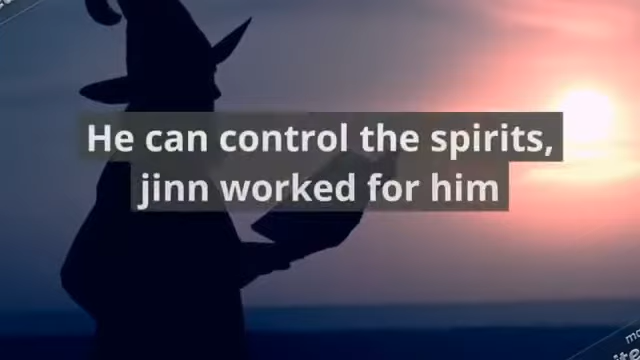 He can control the spirits,
jinn worked for him